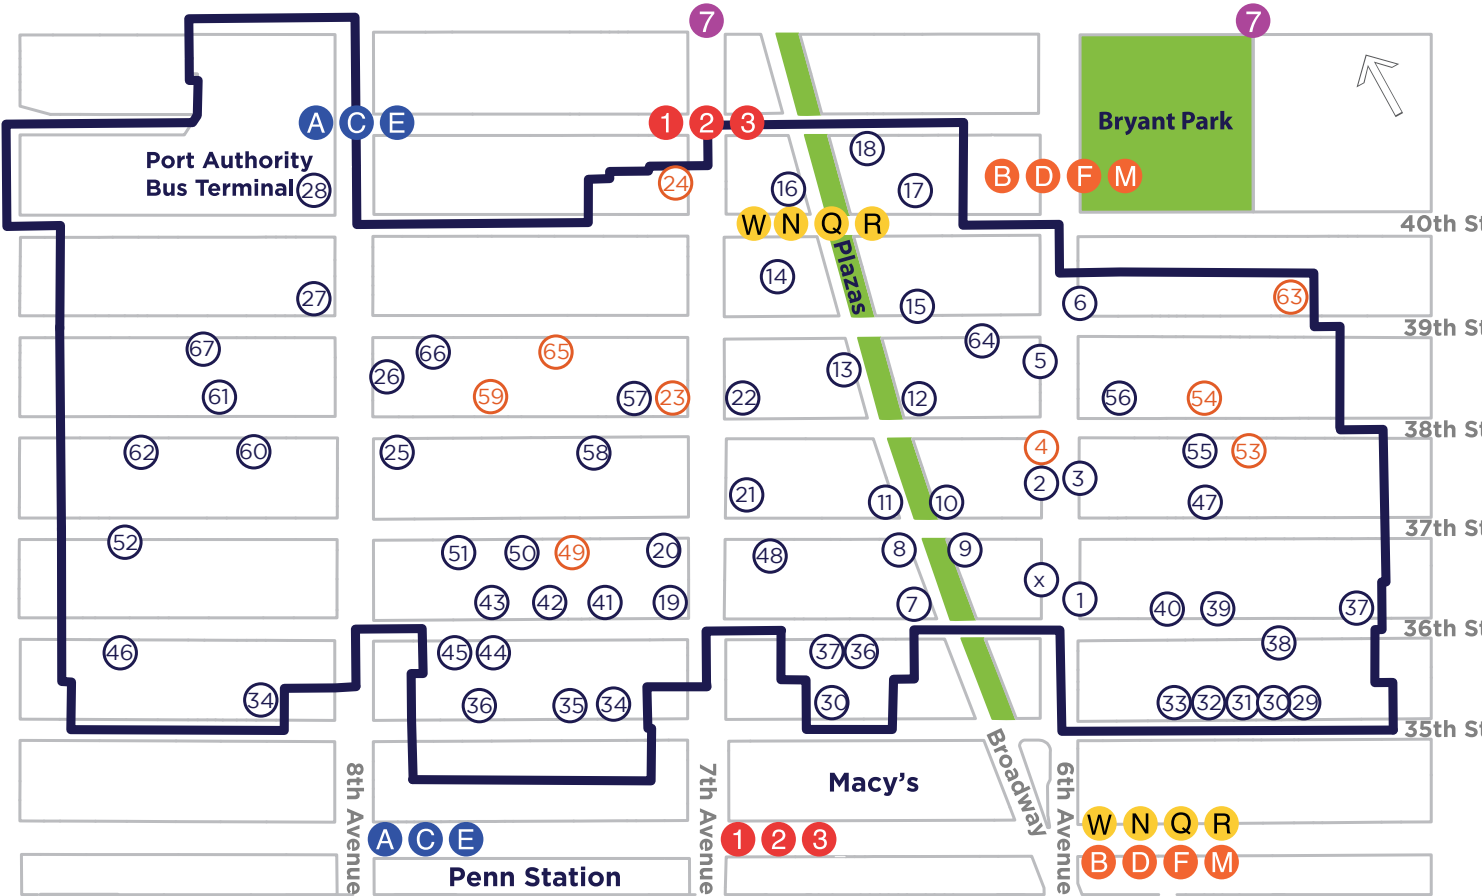 7
7
A C E
1 2 3
Bryant Park
Port Authority
Bus Terminal
28
18
24
16
17
B D F M
W N Q R
40th St
Plazas
14
27
15
6
63
39th St
67
66
65
64
26
13
5
61
59
57
23
22
12
56
54
38th St
62
60
25
58
4
55
53
2
3
21
11
10
47
37th St
52
51
50
49
20
48
8
9
x
43
42
41
19
7
1
40
39
37
36th St
46
45
44
37
36
38
34
36
35
34
30
33
32
31
30
29
35th St
8th Avenue
7th Avenue
Broadway
6th Avenue
Macy's
A C E
1 2 3
W N Q R
B D F M
Penn Station